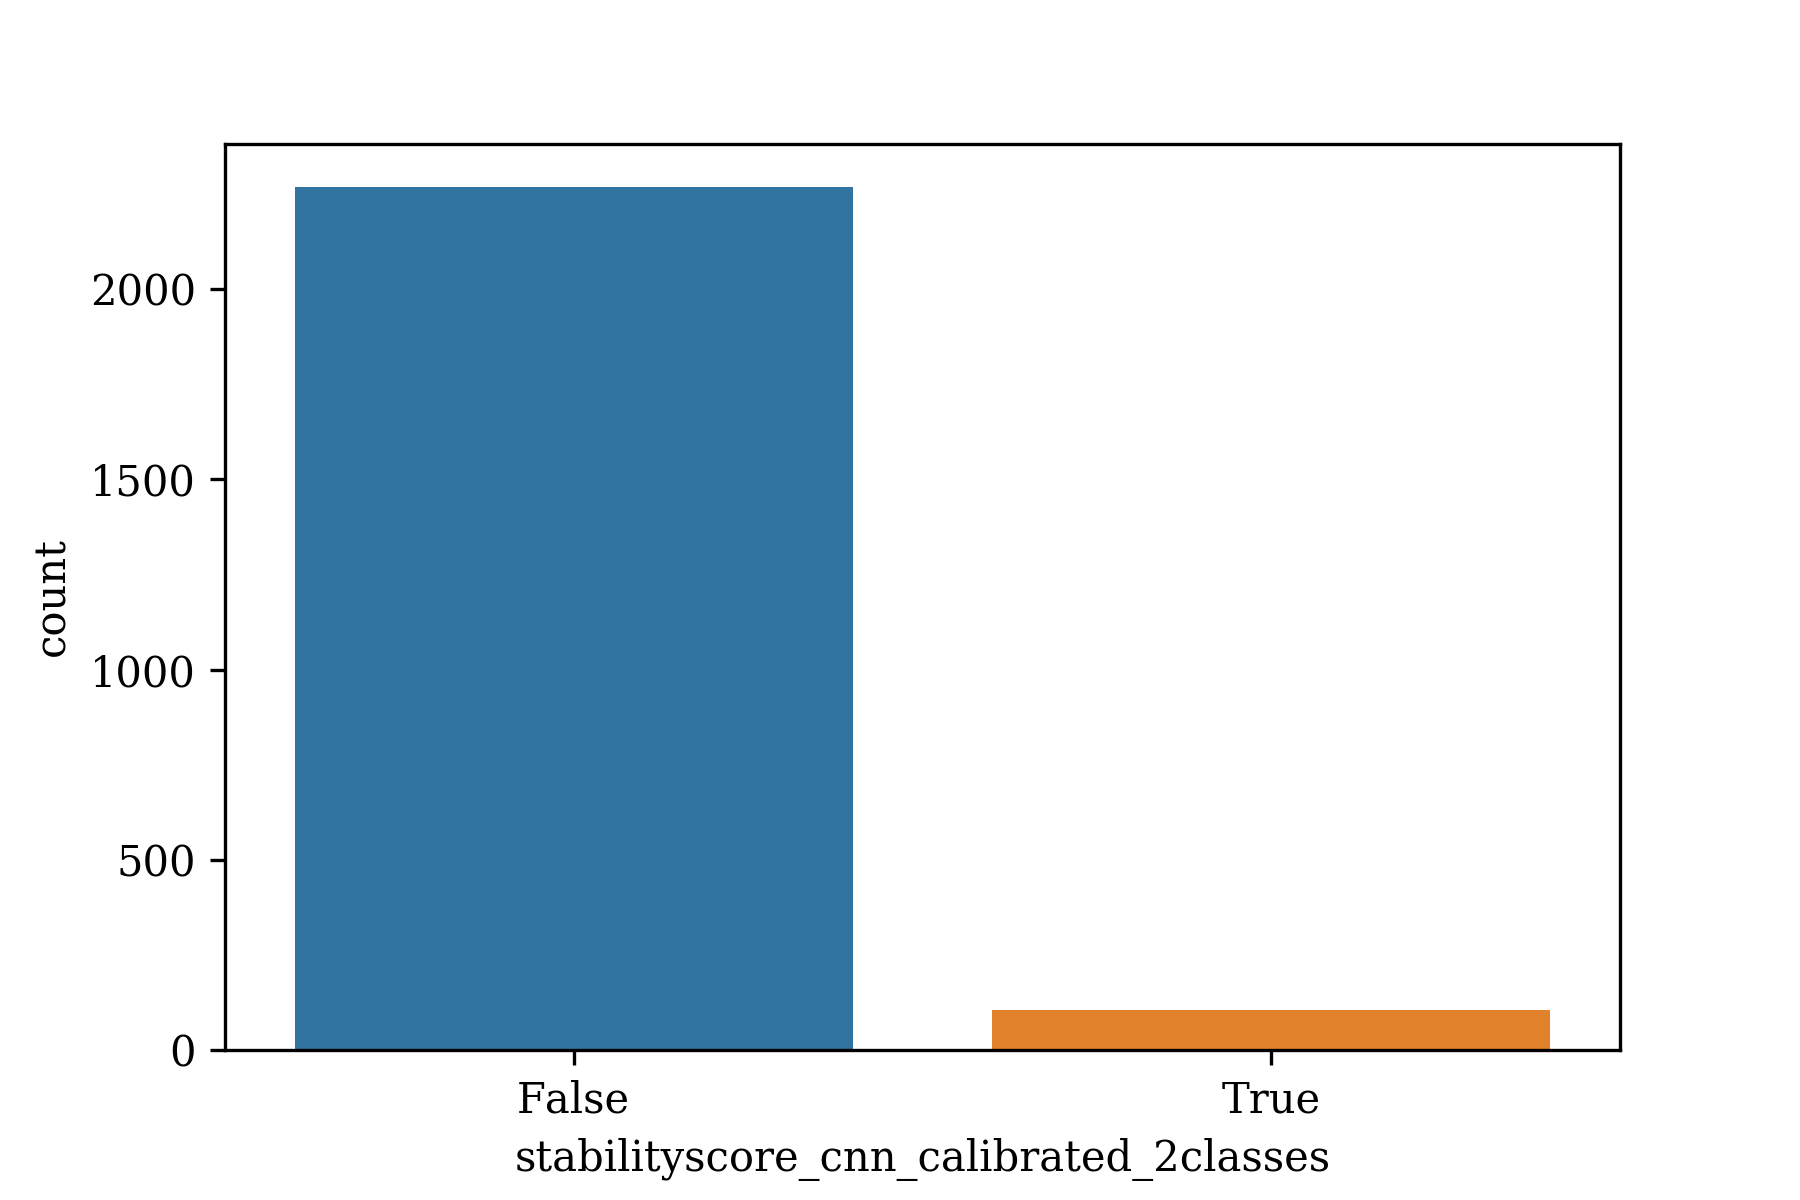 2000
1500
1000
500
0
count
False
True
stabilityscore_cnn_calibrated_2classes